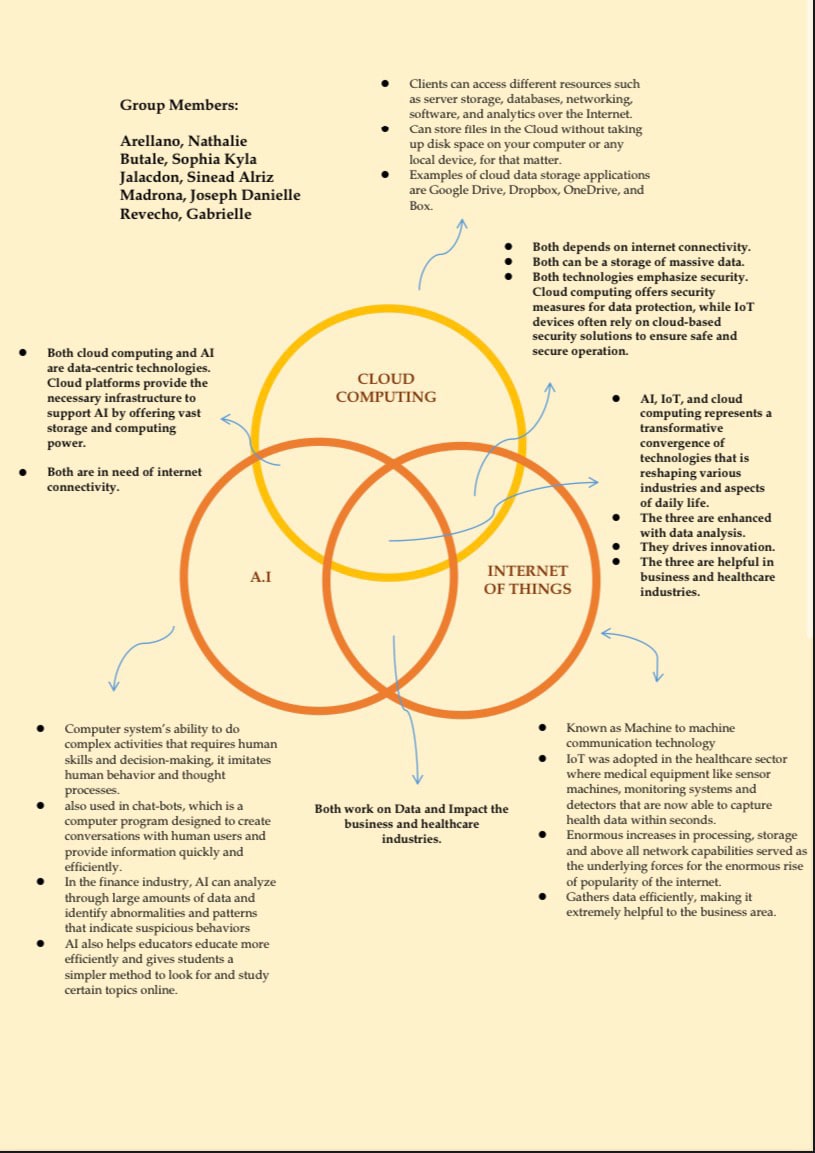 Group Members:
Arellano, Nathalie
Butale, Sophia Kyla
Jalacdon, Sinead Alriz
Madrona, Joseph Danielle
Revecho, Gabrielle
● Clients can access different resources such
as server storage, databases, networking,
software, and analytics over the Internet.
● Can store files in the Cloud without taking
up disk space on your computer or any
local device, for that matter.
● Examples of cloud data storage applications
are Google Drive, Dropbox, OneDrive, and
Box.
● Both depends on internet connectivity.
● Both can be a storage of massive data.
● Both technologies emphasize security.
Cloud computing offers security
measures for data protection, while IoT
devices often rely on cloud-based
security solutions to ensure safe and
secure operation.
● Both cloud computing and AI
are data-centric technologies.
Cloud platforms provide the
necessary infrastructure to
support AI by offering vast
storage and computing
power.
● Both are in need of internet
connectivity.
CLOUD
COMPUTING
● AI, IoT, and cloud
computing represents a
transformative
convergence of
technologies that is
reshaping various
industries and aspects
of daily life.
● The three are enhanced
with data analysis.
● They drives innovation.
● The three are helpful in
business and healthcare
industries.
A.I
INTERNET
OF THINGS
● Computer system's ability to do
complex activities that requires human
skills and decision-making, it imitates
human behavior and thought
processes.
● also used in chat-bots, which is a
computer program designed to create
conversations with human users and
provide information quickly and
efficiently.
● In the finance industry, AI can analyze
through large amounts of data and
identify abnormalities and patterns
that indicate suspicious behaviors
● AI also helps educators educate more
efficiently and gives students a
simpler method to look for and study
certain topics online.
Both work on Data and Impact the
business and healthcare
industries.
● Known as Machine to machine
communication technology
● IoT was adopted in the healthcare sector
where medical equipment like sensor
machines, monitoring systems and
detectors that are now able to capture
health data within seconds.
● Enormous increases in processing, storage
and above all network capabilities served as
the underlying forces for the enormous rise
of popularity of the internet.
● Gathers data efficiently, making it
extremely helpful to the business area.